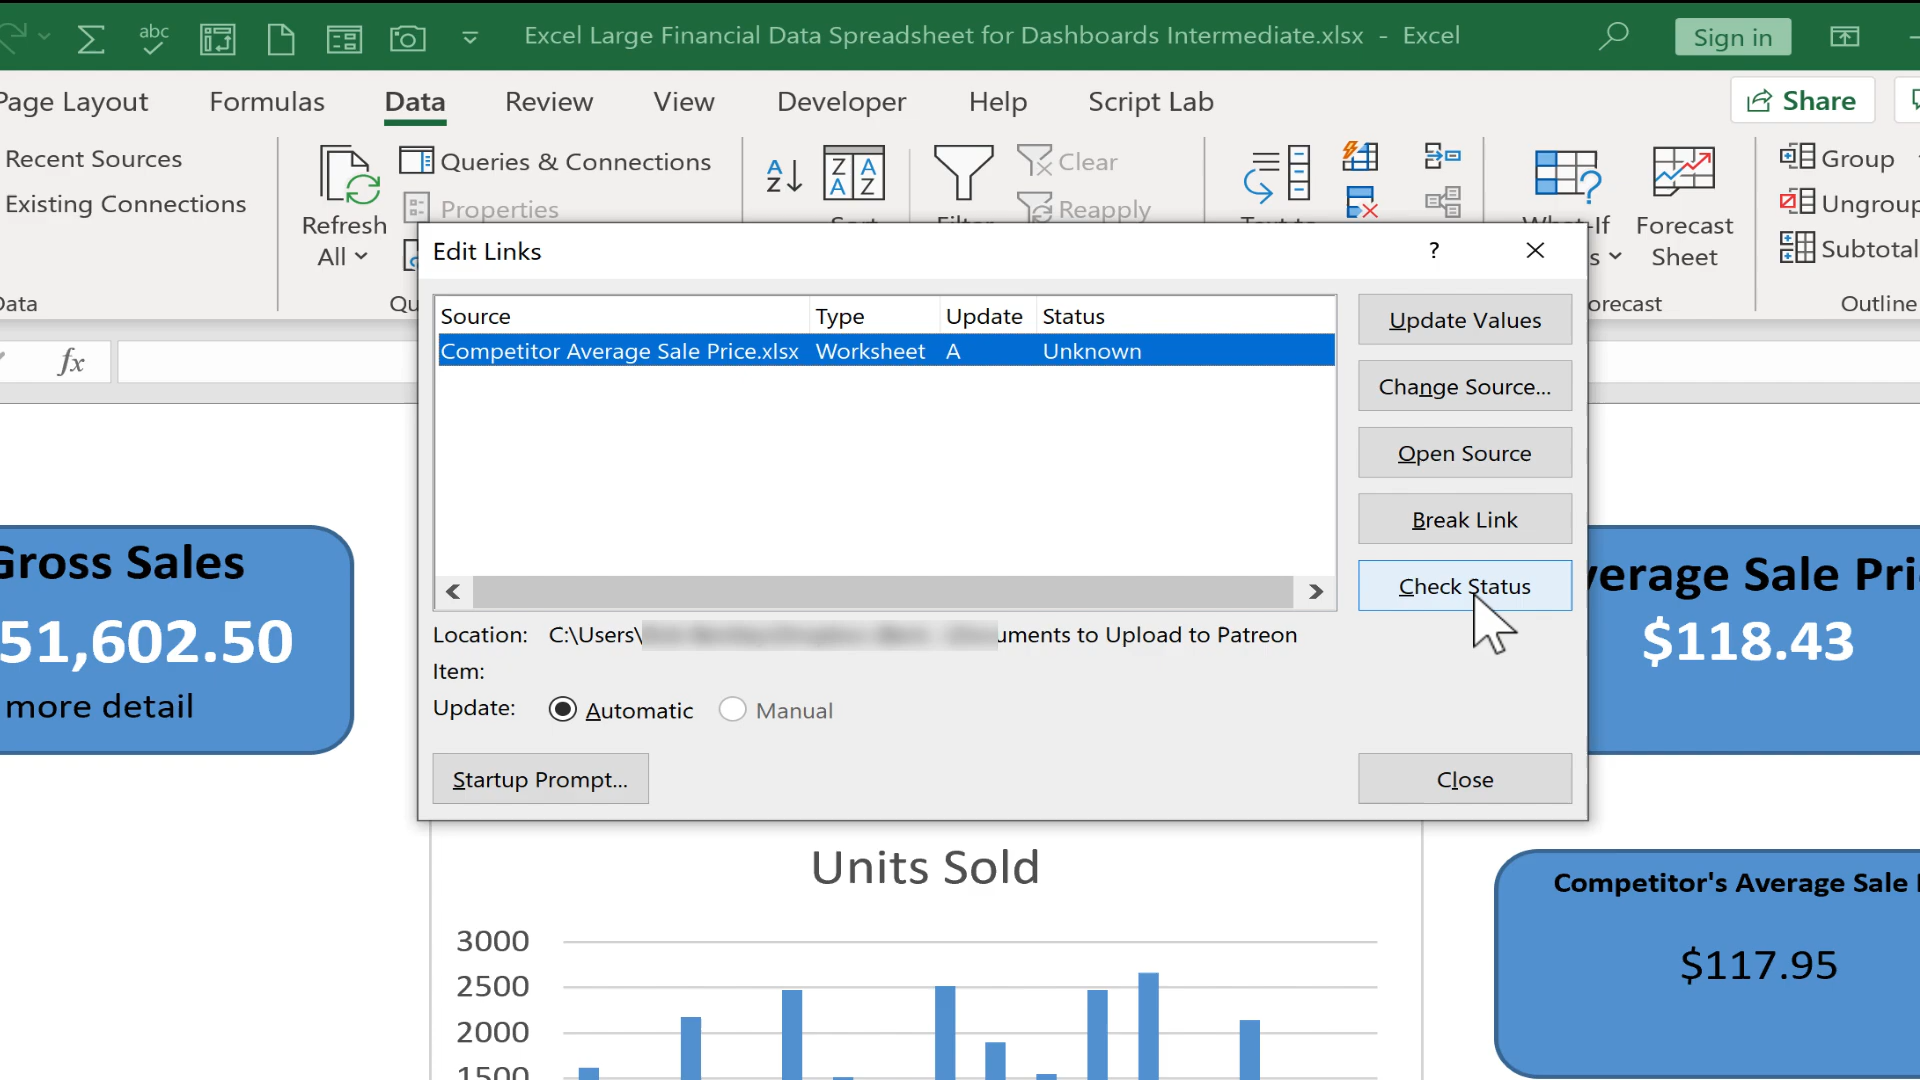 abc
Excel Large Financial Data Spreadsheet for Dashboards Intermediate.xlsx - Excel
Sign in
Page Layout
Formulas
Data
Review
View
Developer
Help
Script Lab
Share
Recent Sources
Existing Connections
Refresh
All
Queries & Connections
Properties
Clear
Reapply
Forecast
Sheet
Group
Ungroup
Subtotal
Outline
fx
Edit Links
?
Source Type Update Status
Competitor Average Sale Price.xlsx Worksheet A Unknown
Update Values
Change Source...
Open Source
Break Link
Check Status
Location: C:\Users\ uments to Upload to Patreon
Item:
Update: Automatic Manual
Startup Prompt...
Close
Gross Sales
51,602.50
more detail
verage Sale Pri
$118.43
Units Sold
3000
2500
2000
1500
Competitor's Average Sale
$117.95